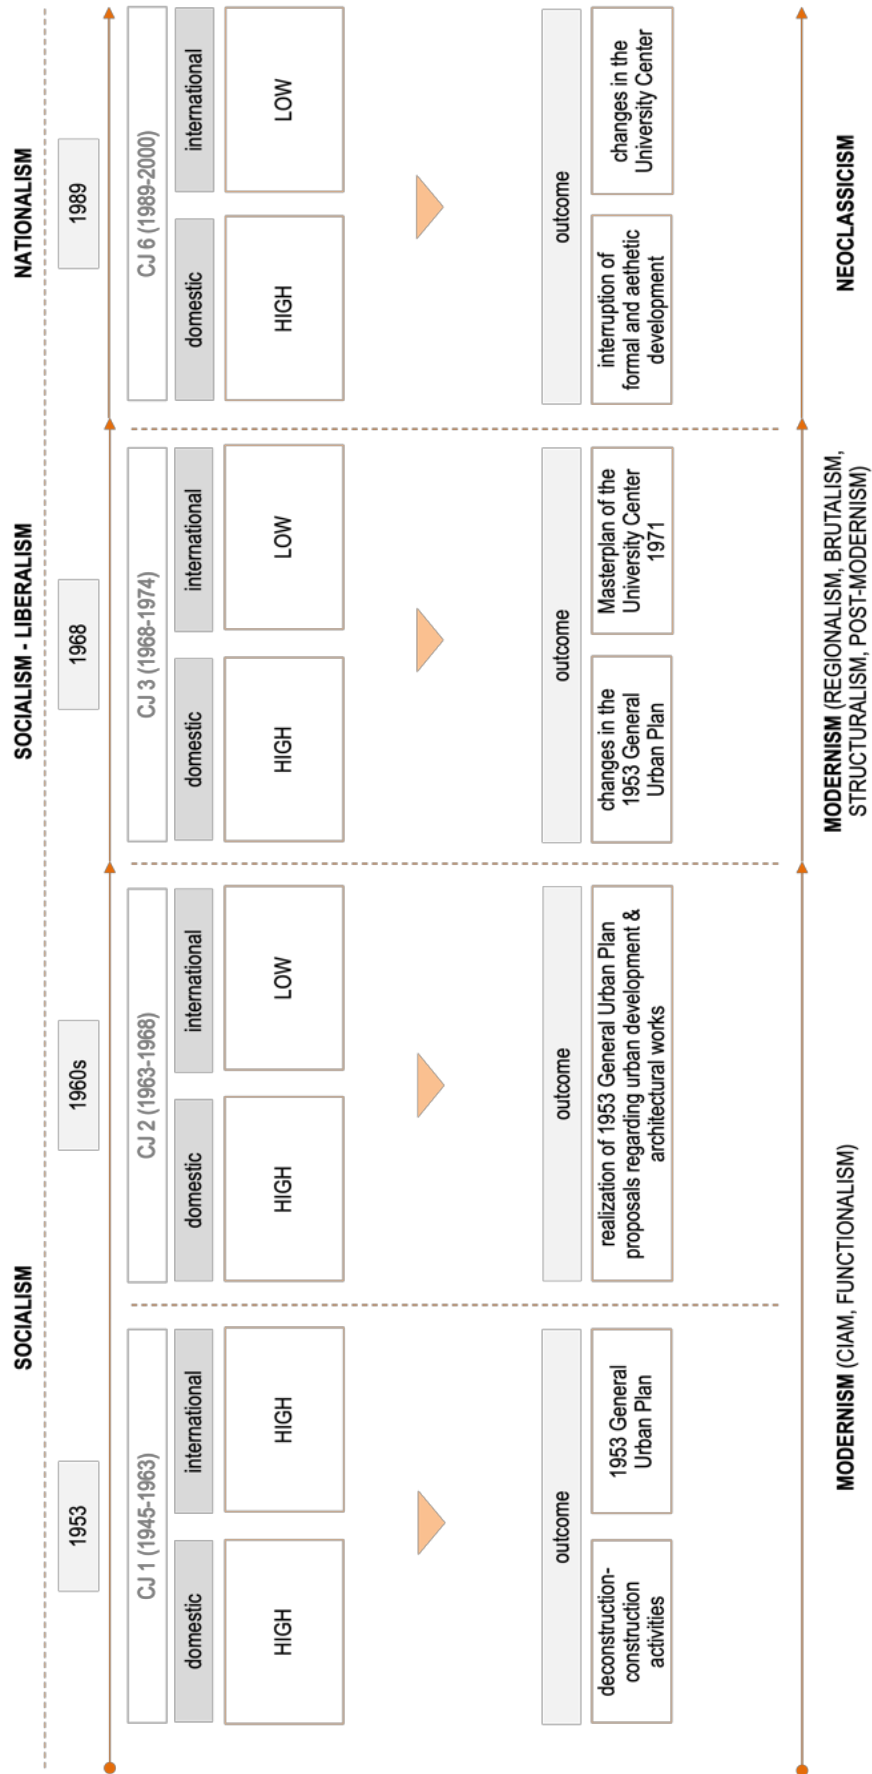 SOCIALISM
SOCIALISM - LIBERALISM
NATIONALISM
1953
1960s
1968
1989
CJ 1 (1945-1963)
CJ 2 (1963-1968)
CJ 3 (1968-1974)
CJ 6 (1989-2000)
domestic
international
domestic
international
domestic
international
domestic
international
HIGH
HIGH
HIGH
LOW
HIGH
LOW
HIGH
LOW
outcome
outcome
outcome
outcome
deconstruction-
construction
activities
1953 General
Urban Plan
realization of 1953 General Urban Plan
proposals regarding urban development &
architectural works
changes in the
1953 General
Urban Plan
Masterplan of the
University Center
1971
interruption of
formal and aethetic
development
changes in the
University Center
MODERNISM (CIAM, FUNCTIONALISM)
MODERNISM (REGIONALISM, BRUTALISM,
STRUCTURALISM, POST-MODERNISM)
NEOCLASSICISM